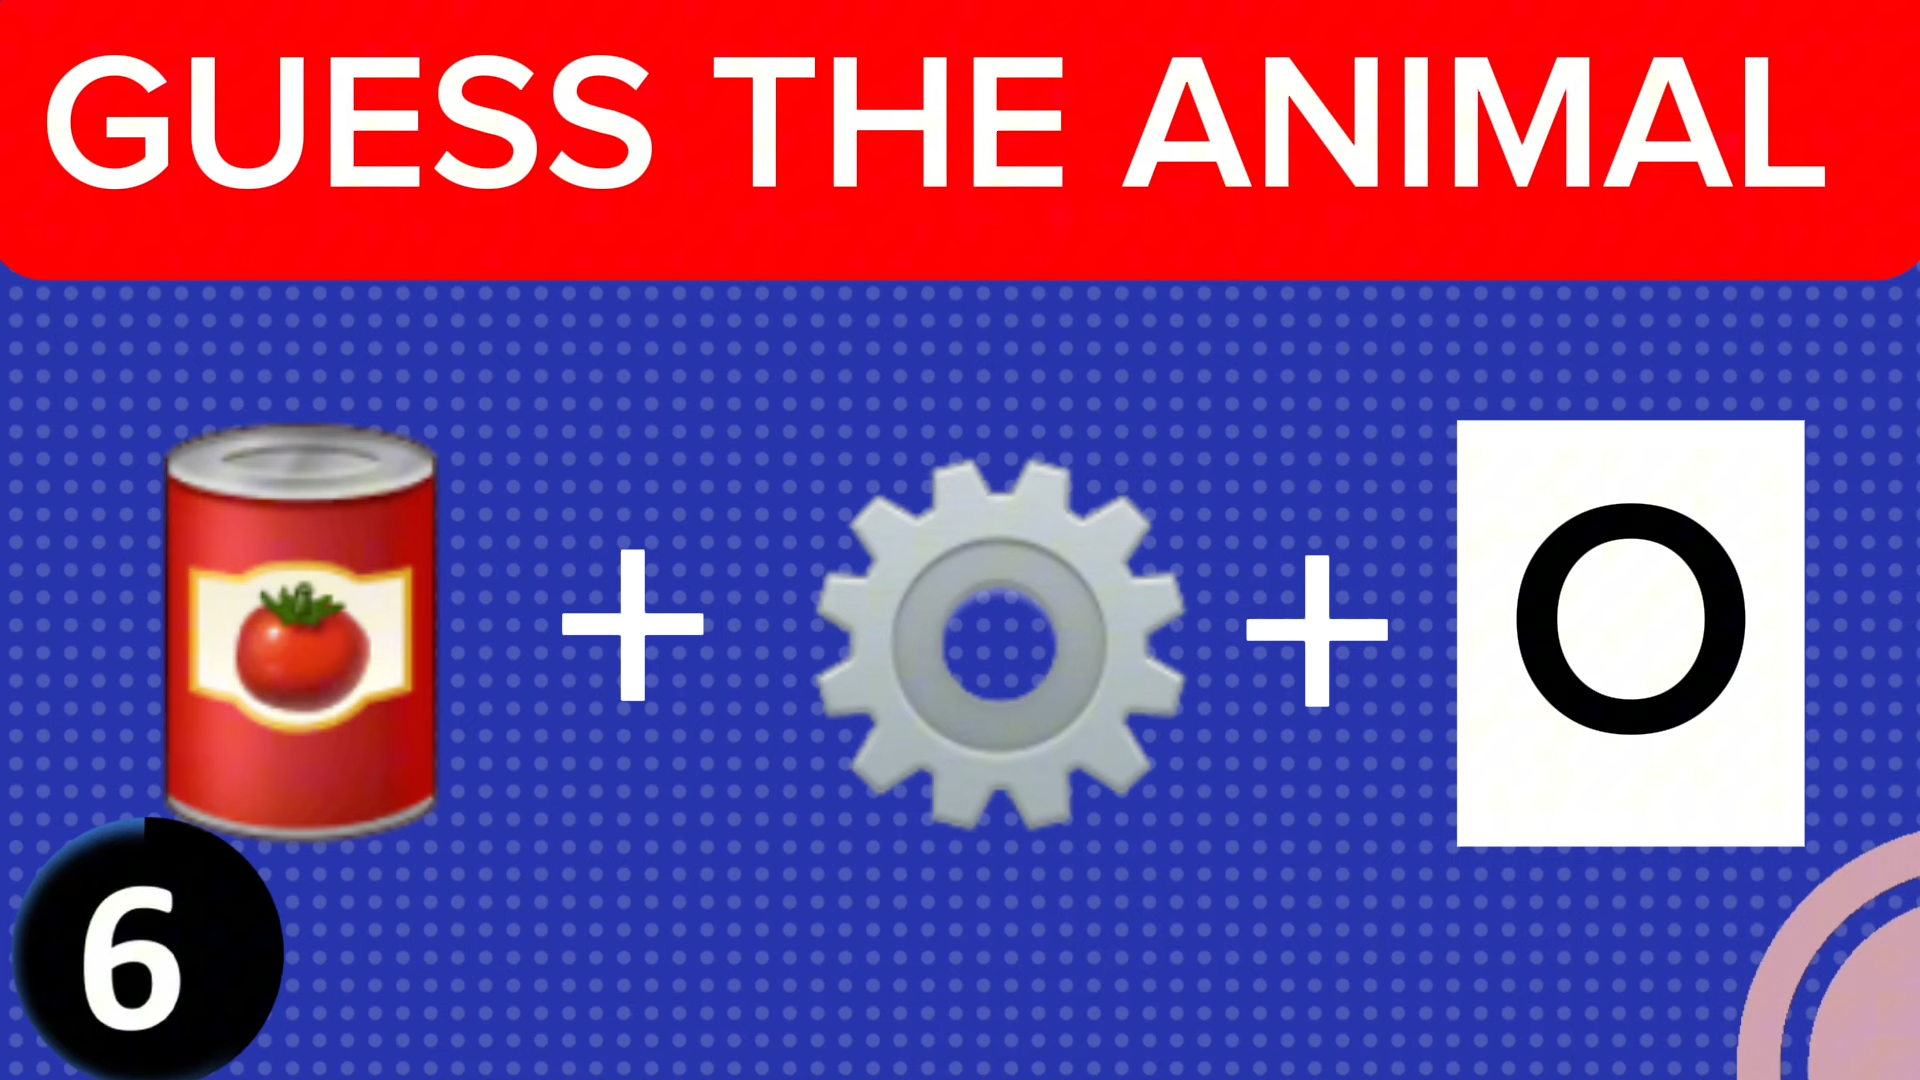 GUESS THE ANIMAL
+ + O
6